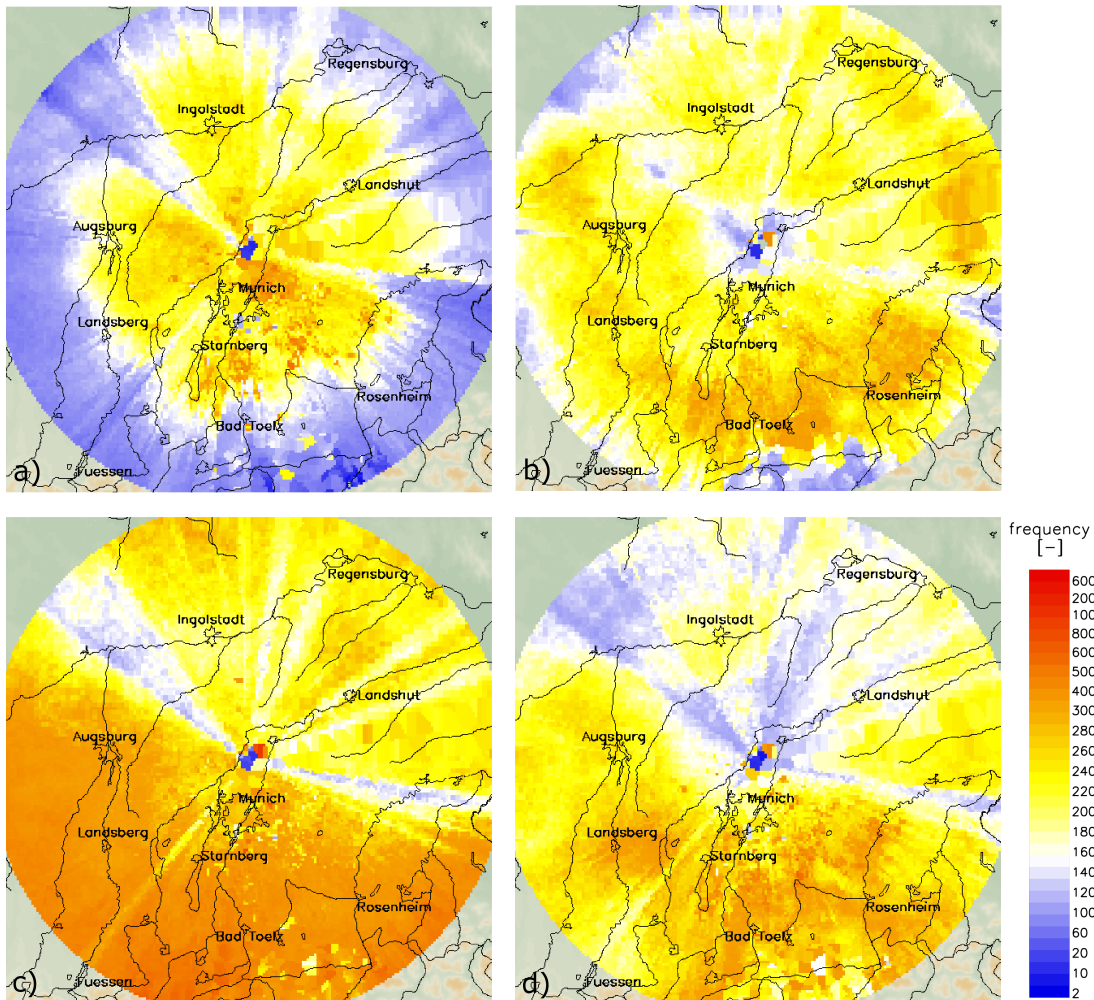 Regensburg
Ingolstadt
Landshut
Augsburg
Munich
Landsberg
Starnberg
Rosenheim
Bad Toelz
Fuessen
a)
Regensburg
Ingolstadt
Landshut
Augsburg
Munich
Landsberg
Starnberg
Rosenheim
Bad Toelz
Fuessen
b)
Regensburg
Ingolstadt
Landshut
Augsburg
Munich
Landsberg
Starnberg
Rosenheim
Bad Toelz
Fuessen
c)
Regensburg
Ingolstadt
Landshut
Augsburg
Munich
Landsberg
Starnberg
Rosenheim
Bad Toelz
Fuessen
d)
frequency
[-]
600
200
100
800
600
500
400
300
280
260
240
220
200
180
160
140
120
100
60
20
10
2